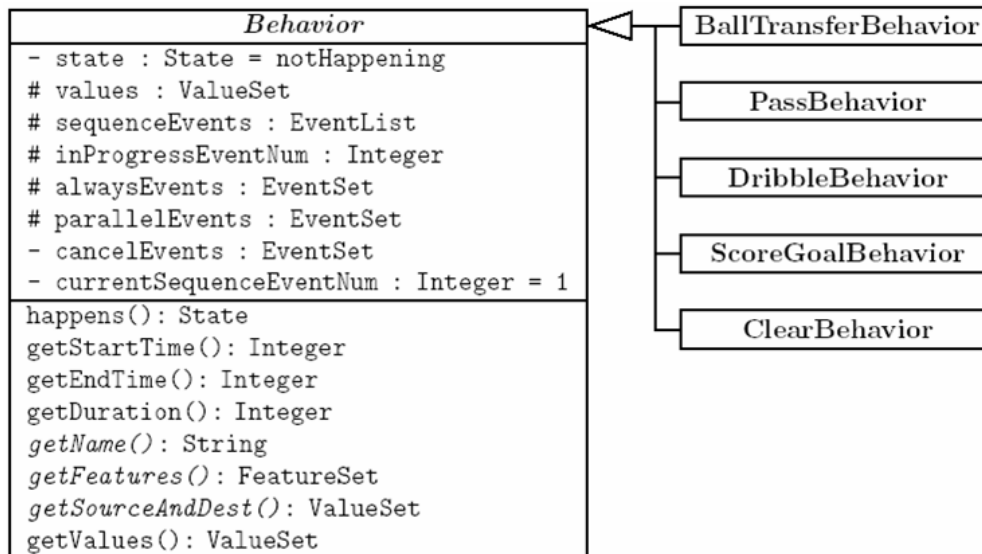 Behavior
- state : State = notHappening
# values : ValueSet
# sequenceEvents : EventList
# inProgressEventNum : Integer
# alwaysEvents : EventSet
# parallelEvents : EventSet
- cancelEvents : EventSet
- currentSequenceEventNum : Integer = 1
happens(): State
getStartTime(): Integer
getEndTime(): Integer
getDuration(): Integer
getName(): String
getFeatures(): FeatureSet
getSourceAndDest(): ValueSet
getValues(): ValueSet
BallTransferBehavior
PassBehavior
DribbleBehavior
ScoreGoalBehavior
ClearBehavior